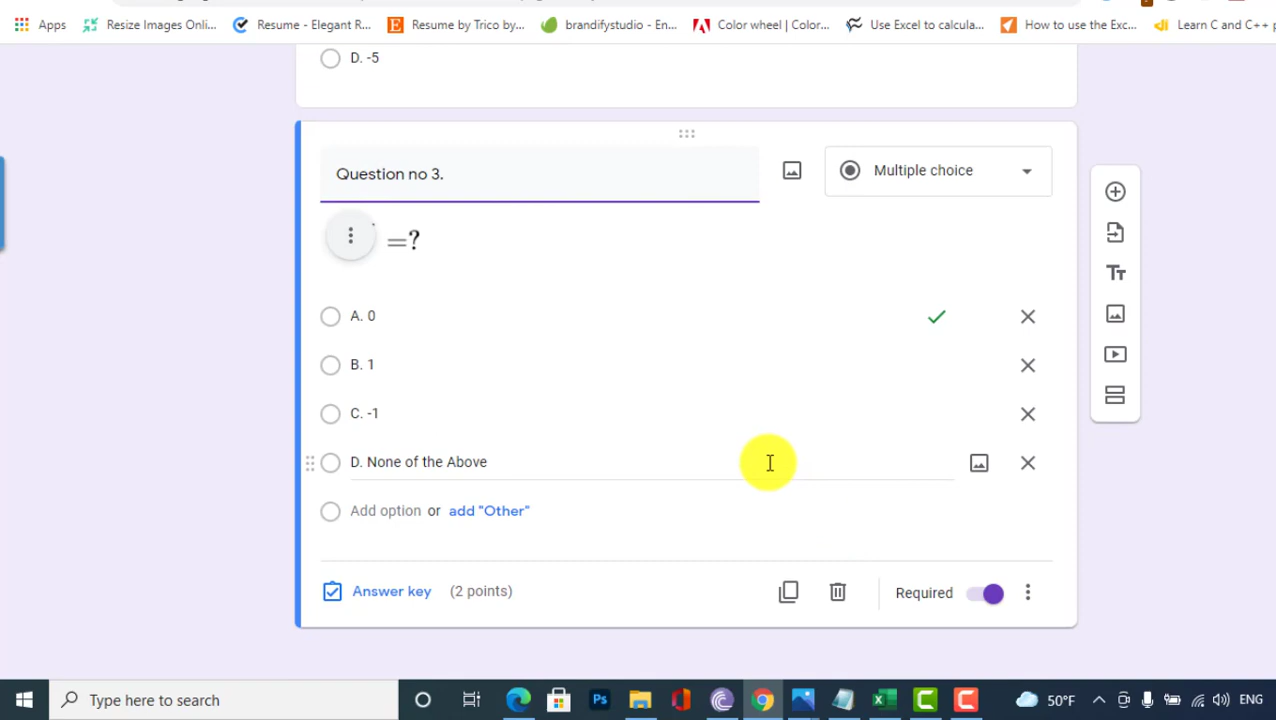 Apps Resize Images Onlin... Resume - Elegant R... Resume by Trico by... brandifystudio - En... Color wheel | Color... Use Excel to calcula... How to use the Exc... Learn C and C++
D. -5
Question no 3.
Multiple choice
=?
A. 0
B. 1
C. -1
D. None of the Above
Add option or add "Other"
Answer key (2 points)
Required
Type here to search
50°F ENG